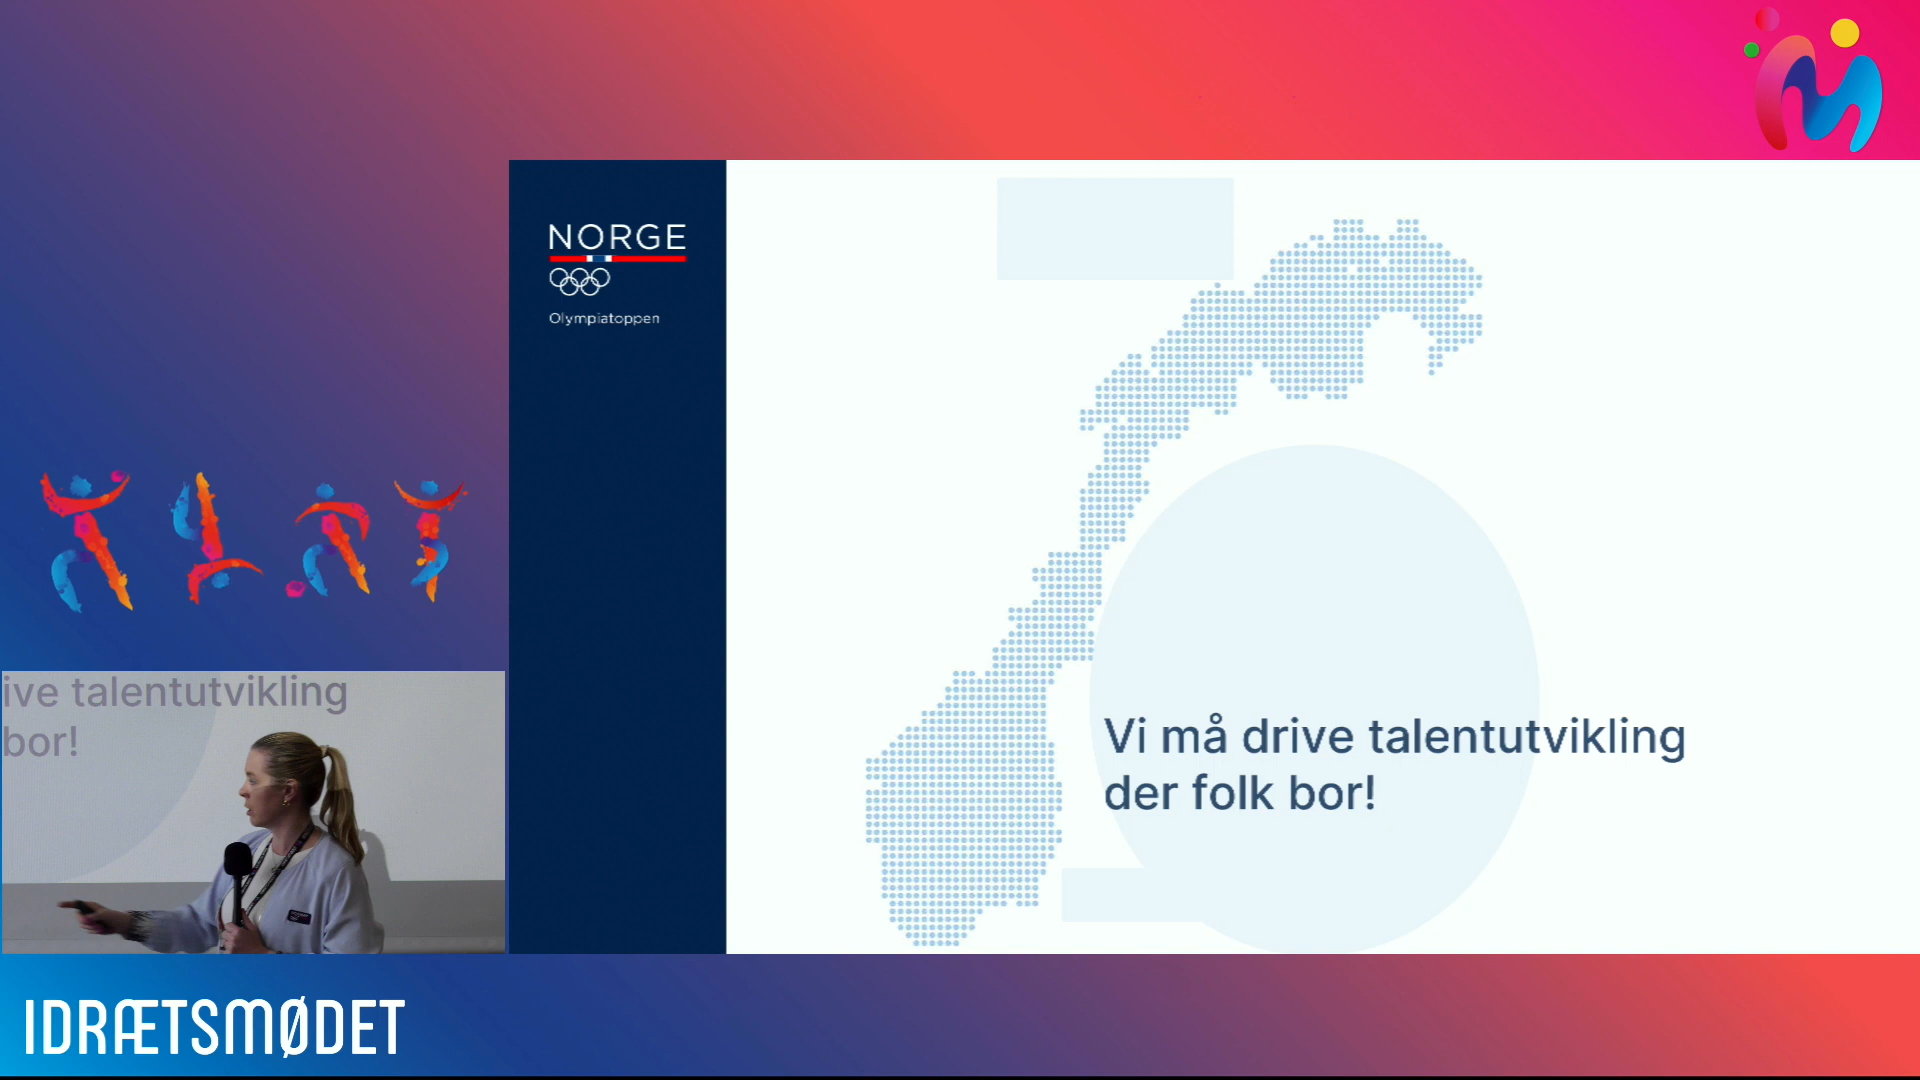 NORGE
Olympiatoppen
Vi må drive talentutvikling
der folk bor!
ive talentutvikling
bor!
IDRÆTSMØDET